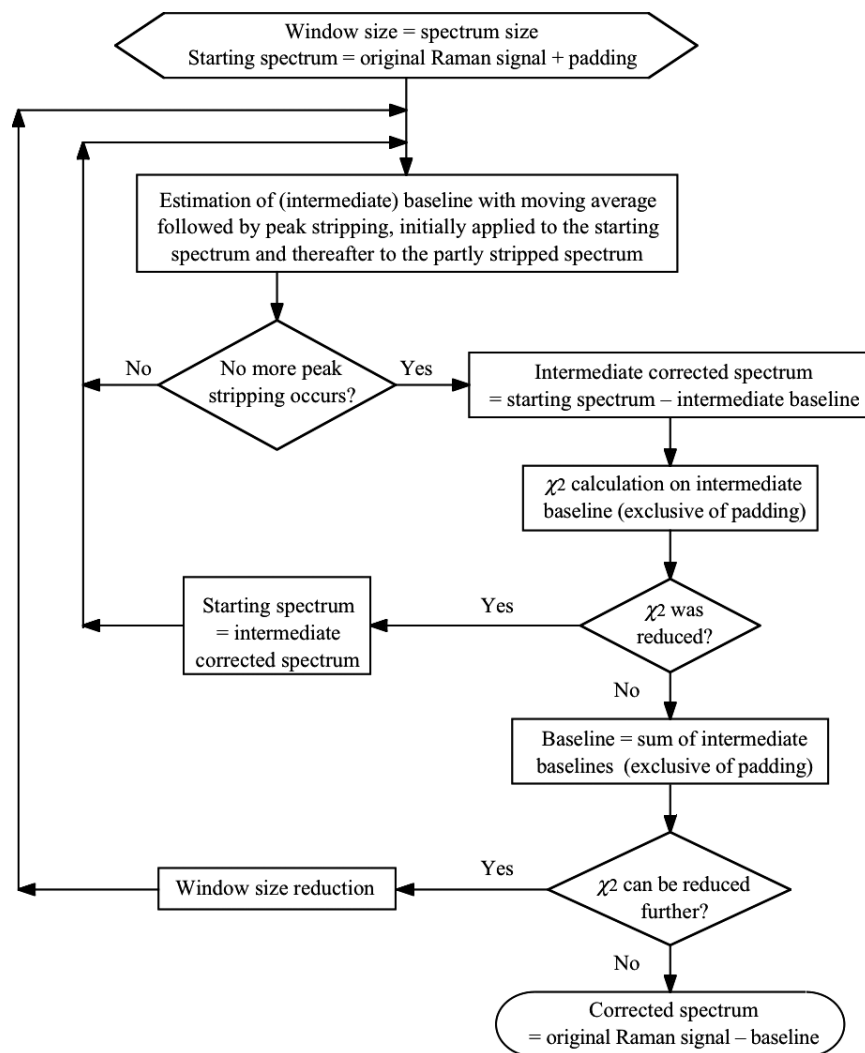 Window size = spectrum size
Starting spectrum = original Raman signal + padding
Estimation of (intermediate) baseline with moving average
followed by peak stripping, initially applied to the starting
spectrum and thereafter to the partly stripped spectrum
No
No more peak
stripping occurs?
Yes
Intermediate corrected spectrum
= starting spectrum – intermediate baseline
χ2 calculation on intermediate
baseline (exclusive of padding)
Starting spectrum
= intermediate
corrected spectrum
Yes
χ2 was
reduced?
No
Baseline = sum of intermediate
baselines (exclusive of padding)
Window size reduction
Yes
χ2 can be reduced
further?
No
Corrected spectrum
= original Raman signal – baseline